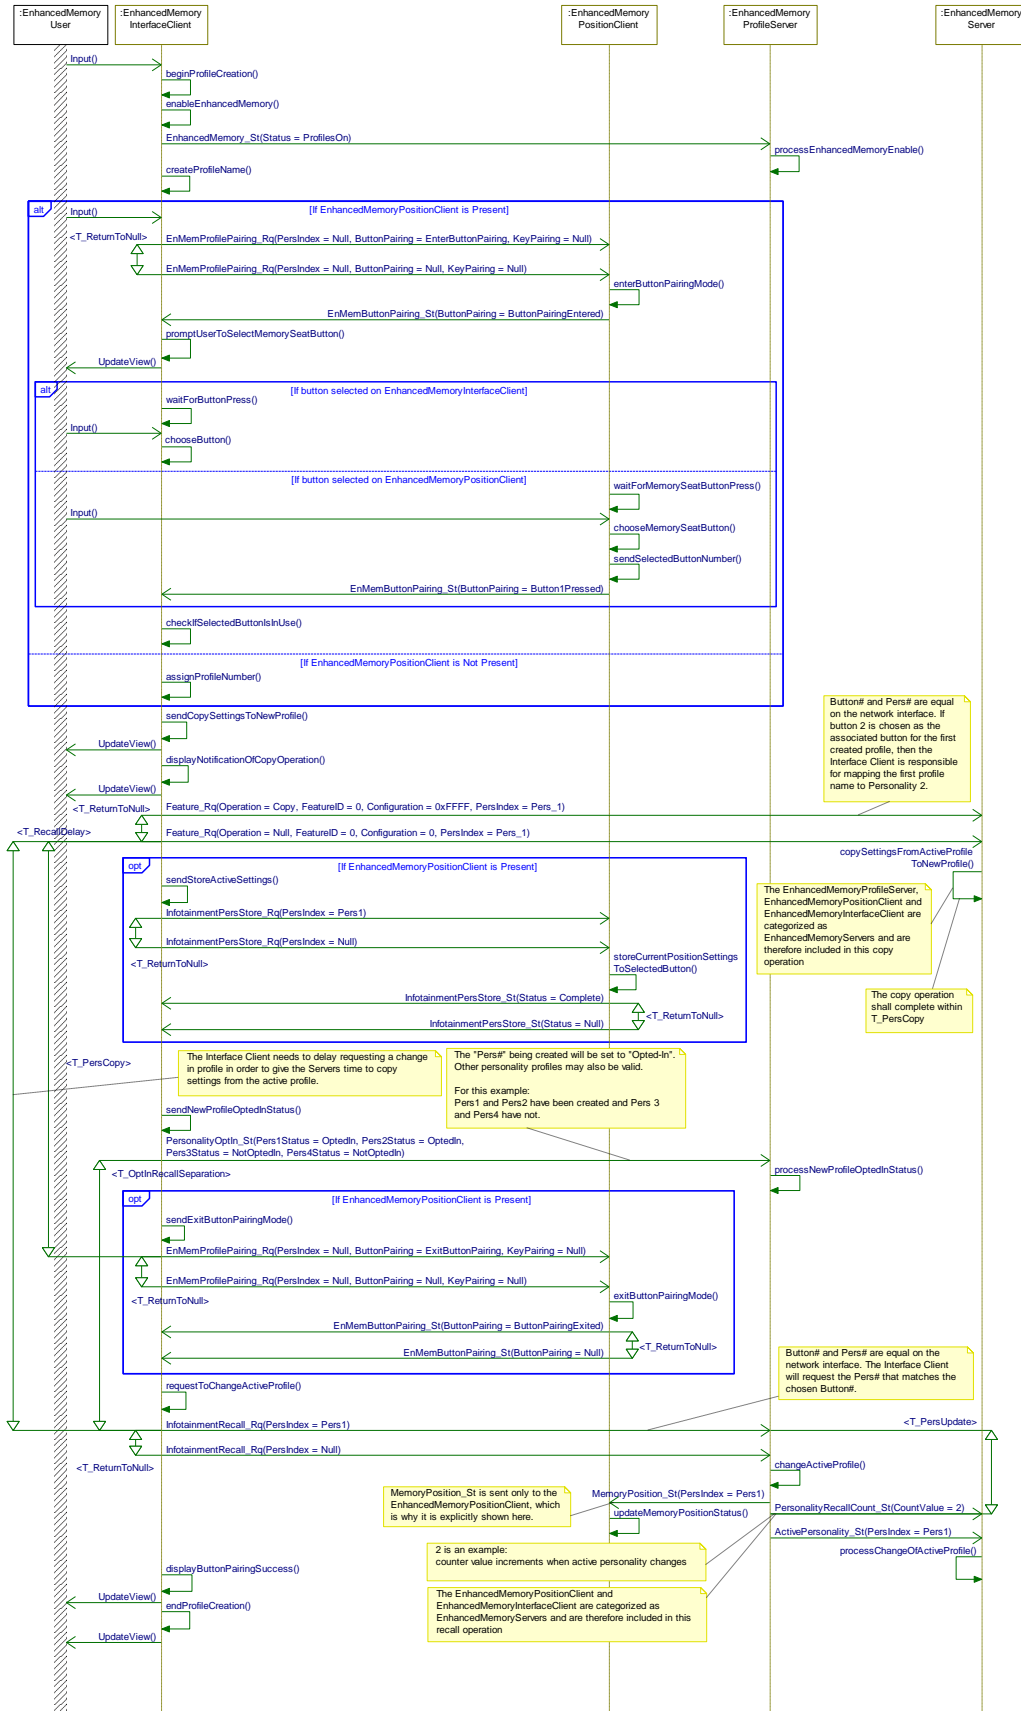 :EnhancedMemory
User
:EnhancedMemory
InterfaceClient
:EnhancedMemory
PositionClient
:EnhancedMemory
ProfileServer
:EnhancedMemory
Server
Input()
beginProfileCreation()
enableEnhancedMemory()
EnhancedMemory_St(Status = ProfilesOn)
processEnhancedMemoryEnable()
createProfileName()
alt
[If EnhancedMemoryPositionClient is Present]
Input()
<T_ReturnToNull>
EnMemProfilePairing_Rq(PersIndex = Null, ButtonPairing = EnterButtonPairing, KeyPairing = Null)
EnMemProfilePairing_Rq(PersIndex = Null, ButtonPairing = Null, KeyPairing = Null)
enterButtonPairingMode()
EnMemButtonPairing_St(ButtonPairing = ButtonPairingEntered)
promptUserToSelectMemorySeatButton()
UpdateView()
alt
[If button selected on EnhancedMemoryInterfaceClient]
waitForButtonPress()
Input()
chooseButton()
[If button selected on EnhancedMemoryPositionClient]
waitForMemorySeatButtonPress()
Input()
chooseMemorySeatButton()
sendSelectedButtonNumber()
EnMemButtonPairing_St(ButtonPairing = Button1Pressed)
checkIfSelectedButtonIsInUse()
[If EnhancedMemoryPositionClient is Not Present]
assignProfileNumber()
Button# and Pers# are equal
on the network interface. If
button 2 is chosen as the
associated button for the first
created profile, then the
Interface Client is responsible
for mapping the first profile
name to Personality 2.
sendCopySettingsToNewProfile()
UpdateView()
displayNotificationOfCopyOperation()
UpdateView()
<T_ReturnToNull>
Feature_Rq(Operation = Copy, FeatureID = 0, Configuration = 0xFFFF, PersIndex = Pers_1)
<T_RecallDelay>
Feature_Rq(Operation = Null, FeatureID = 0, Configuration = 0, PersIndex = Pers_1)
copySettingsFromActiveProfile
ToNewProfile()
opt
[If EnhancedMemoryPositionClient is Present]
sendStoreActiveSettings()
The EnhancedMemoryProfileServer,
EnhancedMemoryPositionClient and
EnhancedMemoryInterfaceClient are
categorized as
EnhancedMemoryServers and are
therefore included in this copy
operation
InfotainmentPersStore_Rq(PersIndex = Pers1)
InfotainmentPersStore_Rq(PersIndex = Null)
<T_ReturnToNull>
storeCurrentPositionSettings
ToSelectedButton()
The copy operation
shall complete within
T_PersCopy
InfotainmentPersStore_St(Status = Complete)
<T_ReturnToNull>
InfotainmentPersStore_St(Status = Null)
<T_PersCopy>
The Interface Client needs to delay requesting a change
in profile in order to give the Servers time to copy
settings from the active profile.
The "Pers#" being created will be set to "Opted-In".
Other personality profiles may also be valid.
For this example:
Pers1 and Pers2 have been created and Pers 3
and Pers4 have not.
sendNewProfileOptedInStatus()
PersonalityOptIn_St(Pers1Status = OptedIn, Pers2Status = OptedIn,
Pers3Status = NotOptedIn, Pers4Status = NotOptedIn)
<T_OptInRecallSeparation>
processNewProfileOptedInStatus()
opt
[If EnhancedMemoryPositionClient is Present]
sendExitButtonPairingMode()
EnMemProfilePairing_Rq(PersIndex = Null, ButtonPairing = ExitButtonPairing, KeyPairing = Null)
EnMemProfilePairing_Rq(PersIndex = Null, ButtonPairing = Null, KeyPairing = Null)
<T_ReturnToNull>
exitButtonPairingMode()
EnMemButtonPairing_St(ButtonPairing = ButtonPairingExited)
<T_ReturnToNull>
EnMemButtonPairing_St(ButtonPairing = Null)
Button# and Pers# are equal on the
network interface. The Interface Client
will request the Pers# that matches the
chosen Button#.
requestToChangeActiveProfile()
InfotainmentRecall_Rq(PersIndex = Pers1)
<T_PersUpdate>
InfotainmentRecall_Rq(PersIndex = Null)
<T_ReturnToNull>
changeActiveProfile()
MemoryPosition_St is sent only to the
EnhancedMemoryPositionClient, which
is why it is explicitly shown here.
MemoryPosition_St(PersIndex = Pers1)
updateMemoryPositionStatus()
PersonalityRecallCount_St(CountValue = 2)
ActivePersonality_St(PersIndex = Pers1)
2 is an example:
counter value increments when active personality changes
processChangeOfActiveProfile()
displayButtonPairingSuccess()
UpdateView()
The EnhancedMemoryPositionClient and
EnhancedMemoryInterfaceClient are categorized as
EnhancedMemoryServers and are therefore included in this
recall operation
endProfileCreation()
UpdateView()